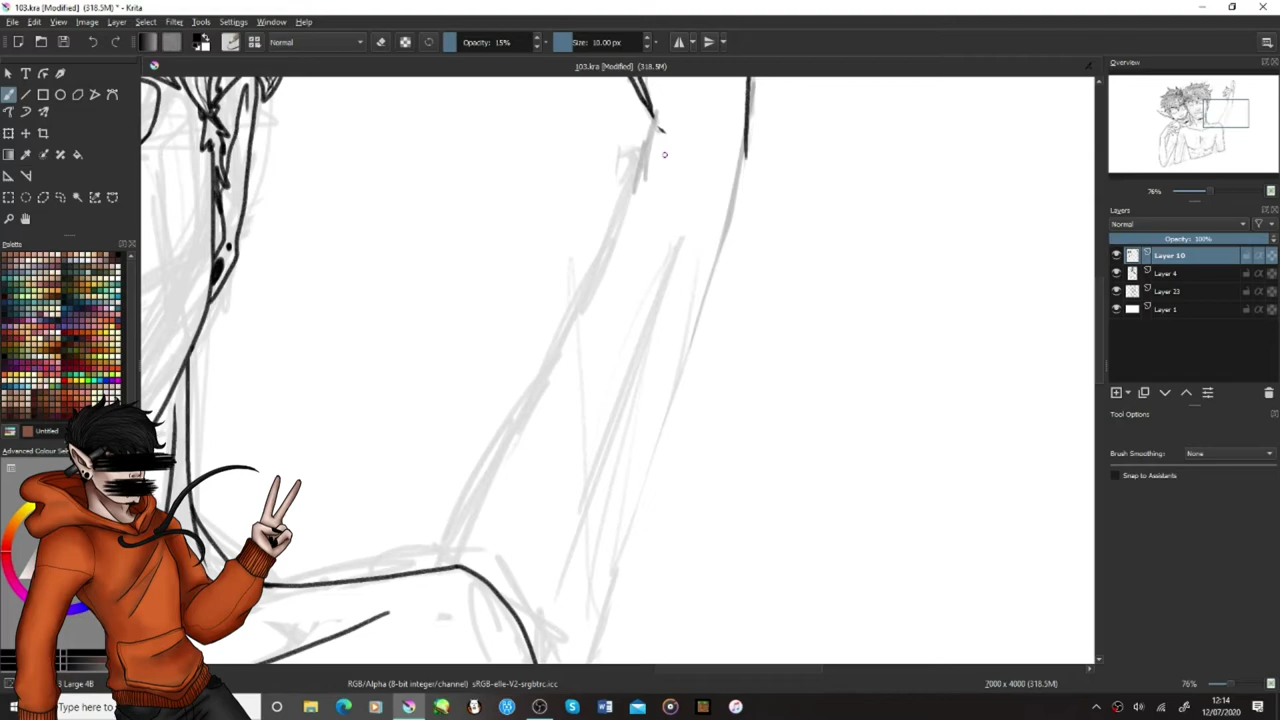 103.kra [Modified] (318.5M) * - Krita
File Edit View Image Layer Select Filter Tools Settings Window Help
Normal Opacity: 15% Size: 10.00 px
103.kra [Modified] (318.5M)
Overview
76%
Layers
Normal
Opacity: 100%
Layer 10
Layer 4
Layer 23
Layer 1
Tool Options
Brush Smoothing: None
Snap to Assistants
Palette
Untitled
Advanced Colour Sel
Large 4B
RGB/Alpha (8-bit integer/channel) sRGB-elle-V2-srgbtrc.icc
7000 x 4000 (318.5M)
76%
Type here to
12:14
12/07/2020